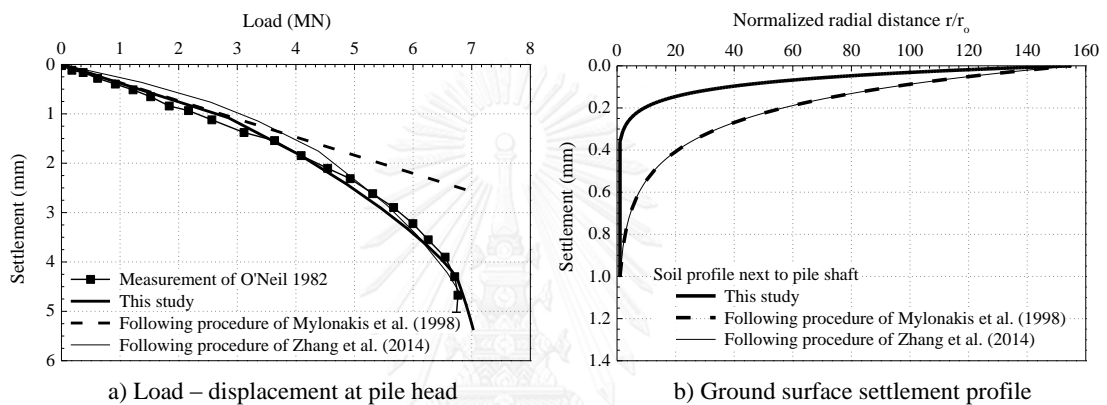 Load (MN)
0 1 2 3 4 5 6 7 8
0
1
2
3
4
5
6
Settlement (mm)
Measurement of O'Neil 1982
This study
Following procedure of Mylonakis et al. (1998)
Following procedure of Zhang et al. (2014)
a) Load – displacement at pile head
Normalized radial distance r/r_o
0 20 40 60 80 100 120 140 160
0.0
0.2
0.4
0.6
0.8
1.0
1.2
1.4
Settlement (mm)
Soil profile next to pile shaft
This study
Following procedure of Mylonakis et al. (1998)
Following procedure of Zhang et al. (2014)
b) Ground surface settlement profile